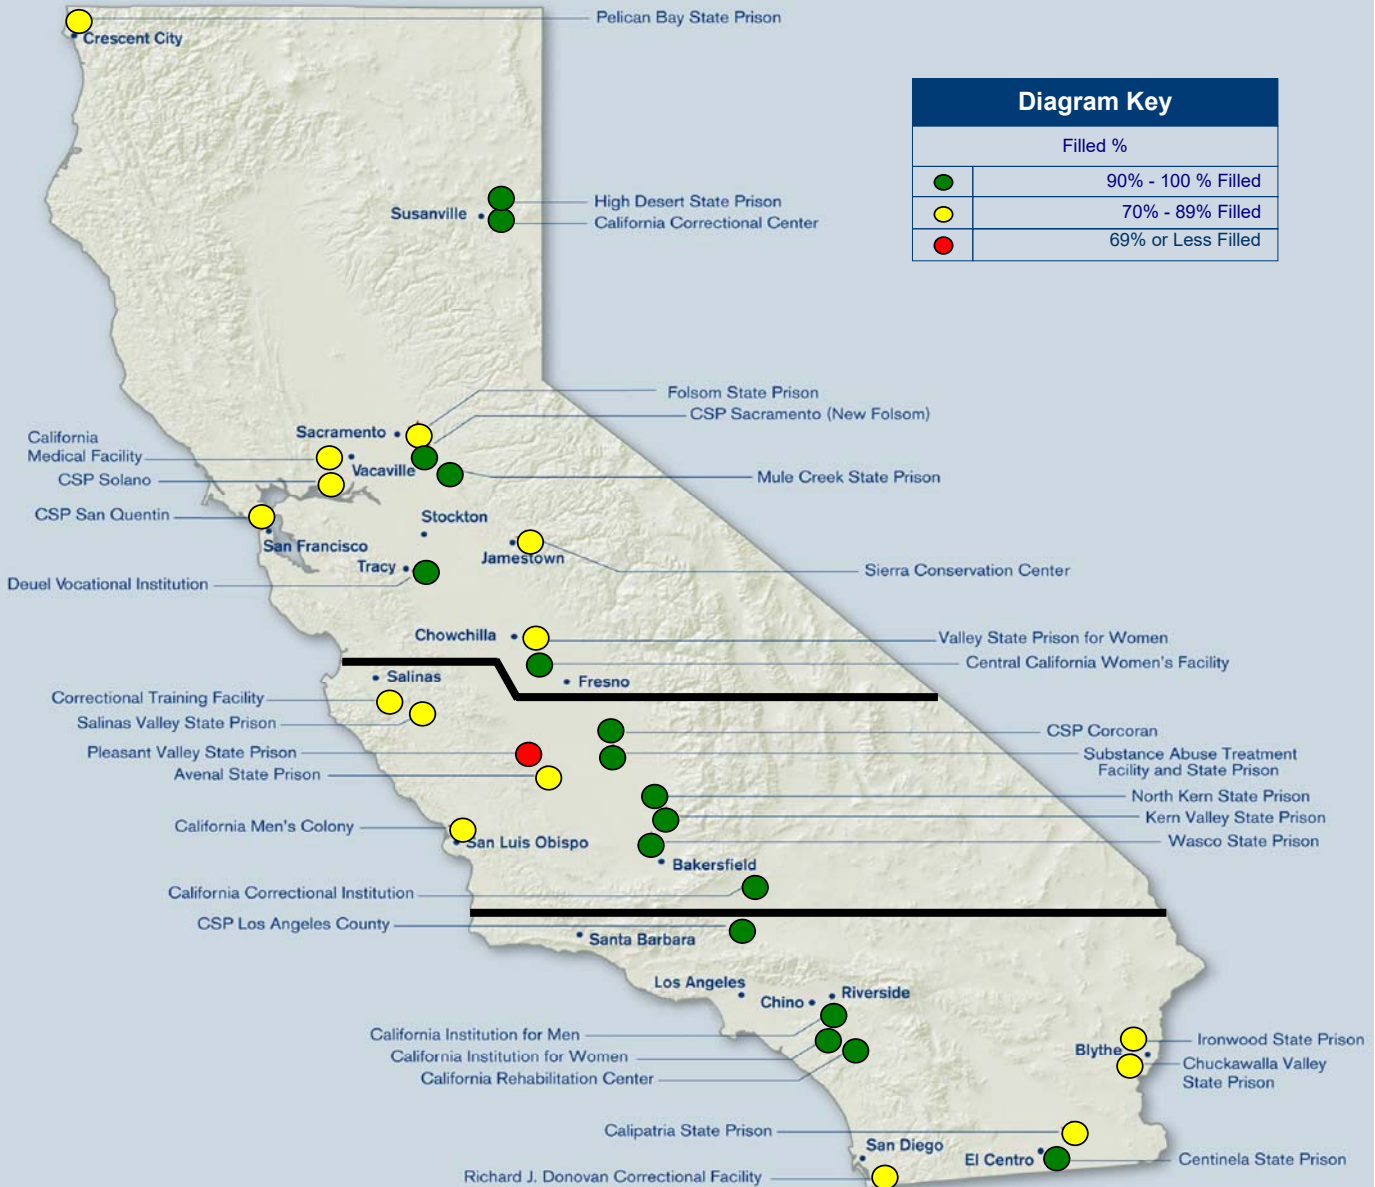 Pelican Bay State Prison
Crescent City
Diagram Key
Filled %
90% - 100 % Filled
70% - 89% Filled
69% or Less Filled
High Desert State Prison
Susanville
California Correctional Center
Folsom State Prison
CSP Sacramento (New Folsom)
Sacramento
California
Medical Facility
Vacaville
CSP Solano
Mule Creek State Prison
CSP San Quentin
Stockton
San Francisco
Jamestown
Tracy
Sierra Conservation Center
Deuel Vocational Institution
Chowchilla
Valley State Prison for Women
Central California Women's Facility
Salinas
Fresno
Correctional Training Facility
Salinas Valley State Prison
CSP Corcoran
Pleasant Valley State Prison
Substance Abuse Treatment
Facility and State Prison
Avenal State Prison
North Kern State Prison
Kern Valley State Prison
California Men's Colony
San Luis Obispo
Wasco State Prison
Bakersfield
California Correctional Institution
CSP Los Angeles County
Santa Barbara
Los Angeles
Chino
Riverside
California Institution for Men
California Institution for Women
California Rehabilitation Center
Ironwood State Prison
Blythe
Chuckawalla Valley
State Prison
Calipatria State Prison
San Diego
El Centro
Centinela State Prison
Richard J. Donovan Correctional Facility